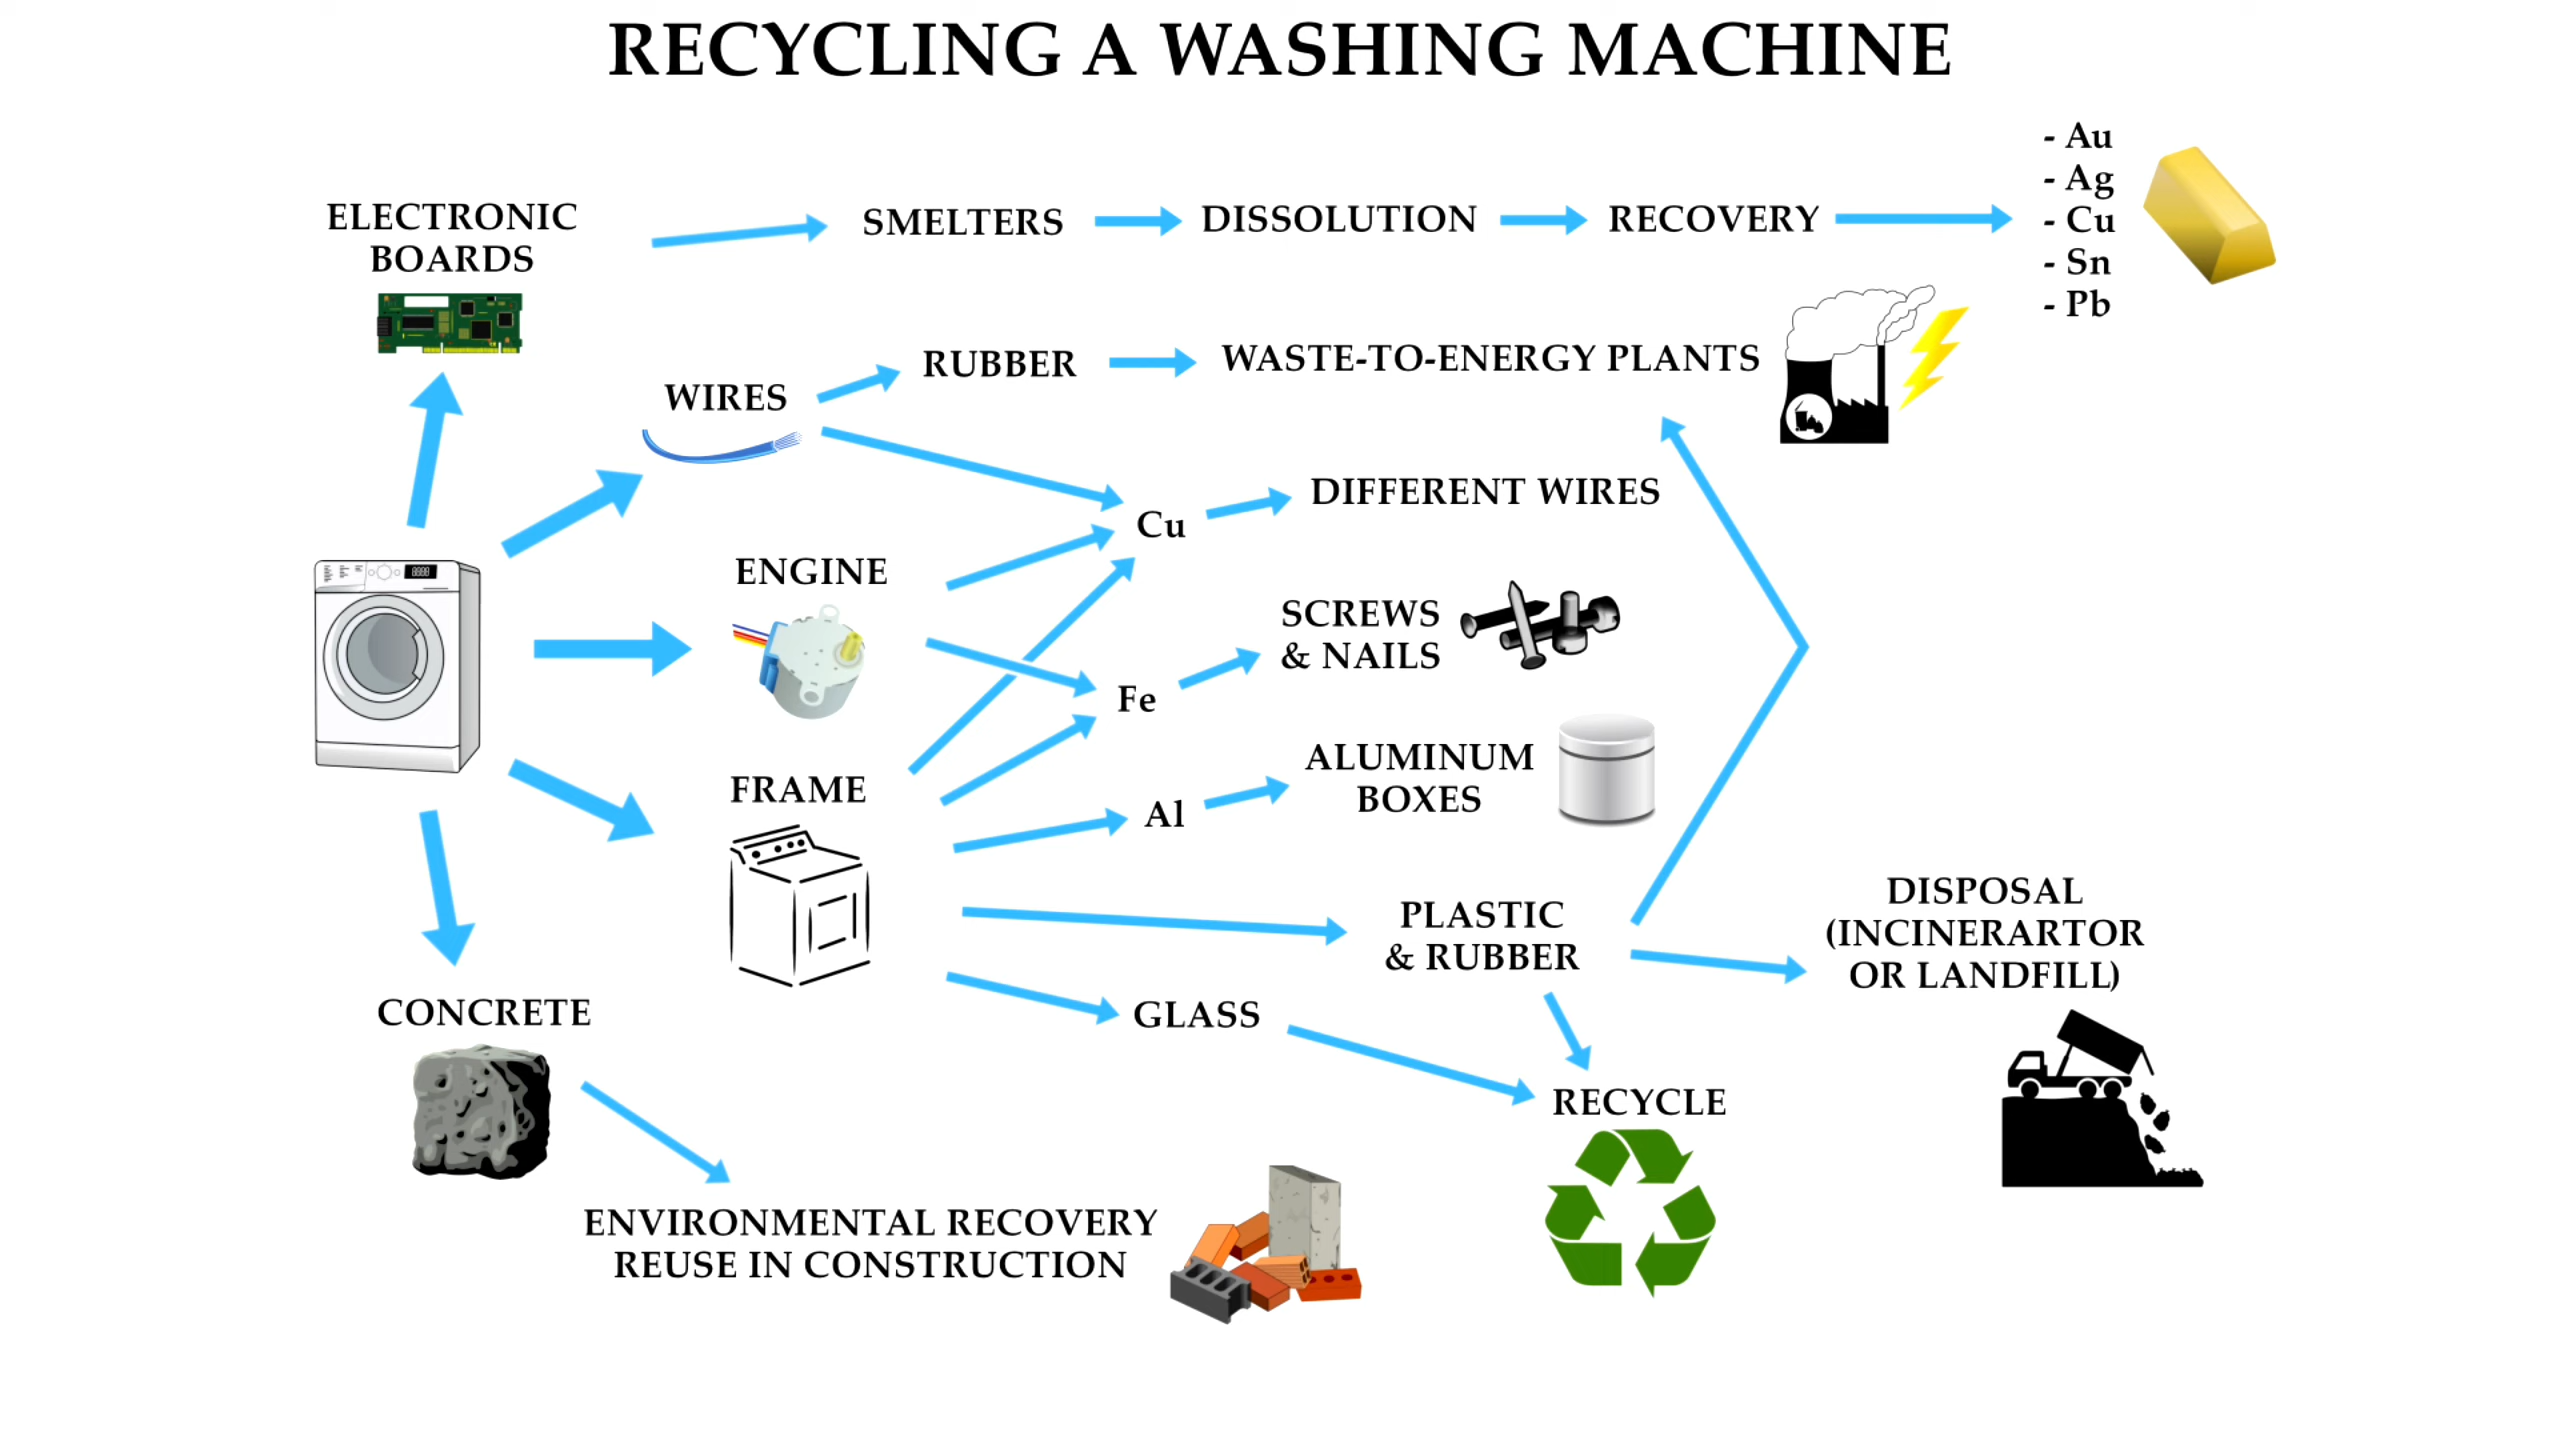 RECYCLING A WASHING MACHINE
ELECTRONIC
BOARDS
SMELTERS
DISSOLUTION
RECOVERY
- Au
- Ag
- Cu
- Sn
- Pb
WIRES
RUBBER
WASTE-TO-ENERGY PLANTS
Cu
DIFFERENT WIRES
ENGINE
Fe
SCREWS
& NAILS
FRAME
Al
ALUMINUM
BOXES
PLASTIC
& RUBBER
DISPOSAL
(INCINERARTOR
OR LANDFILL)
GLASS
RECYCLE
CONCRETE
ENVIRONMENTAL RECOVERY
REUSE IN CONSTRUCTION